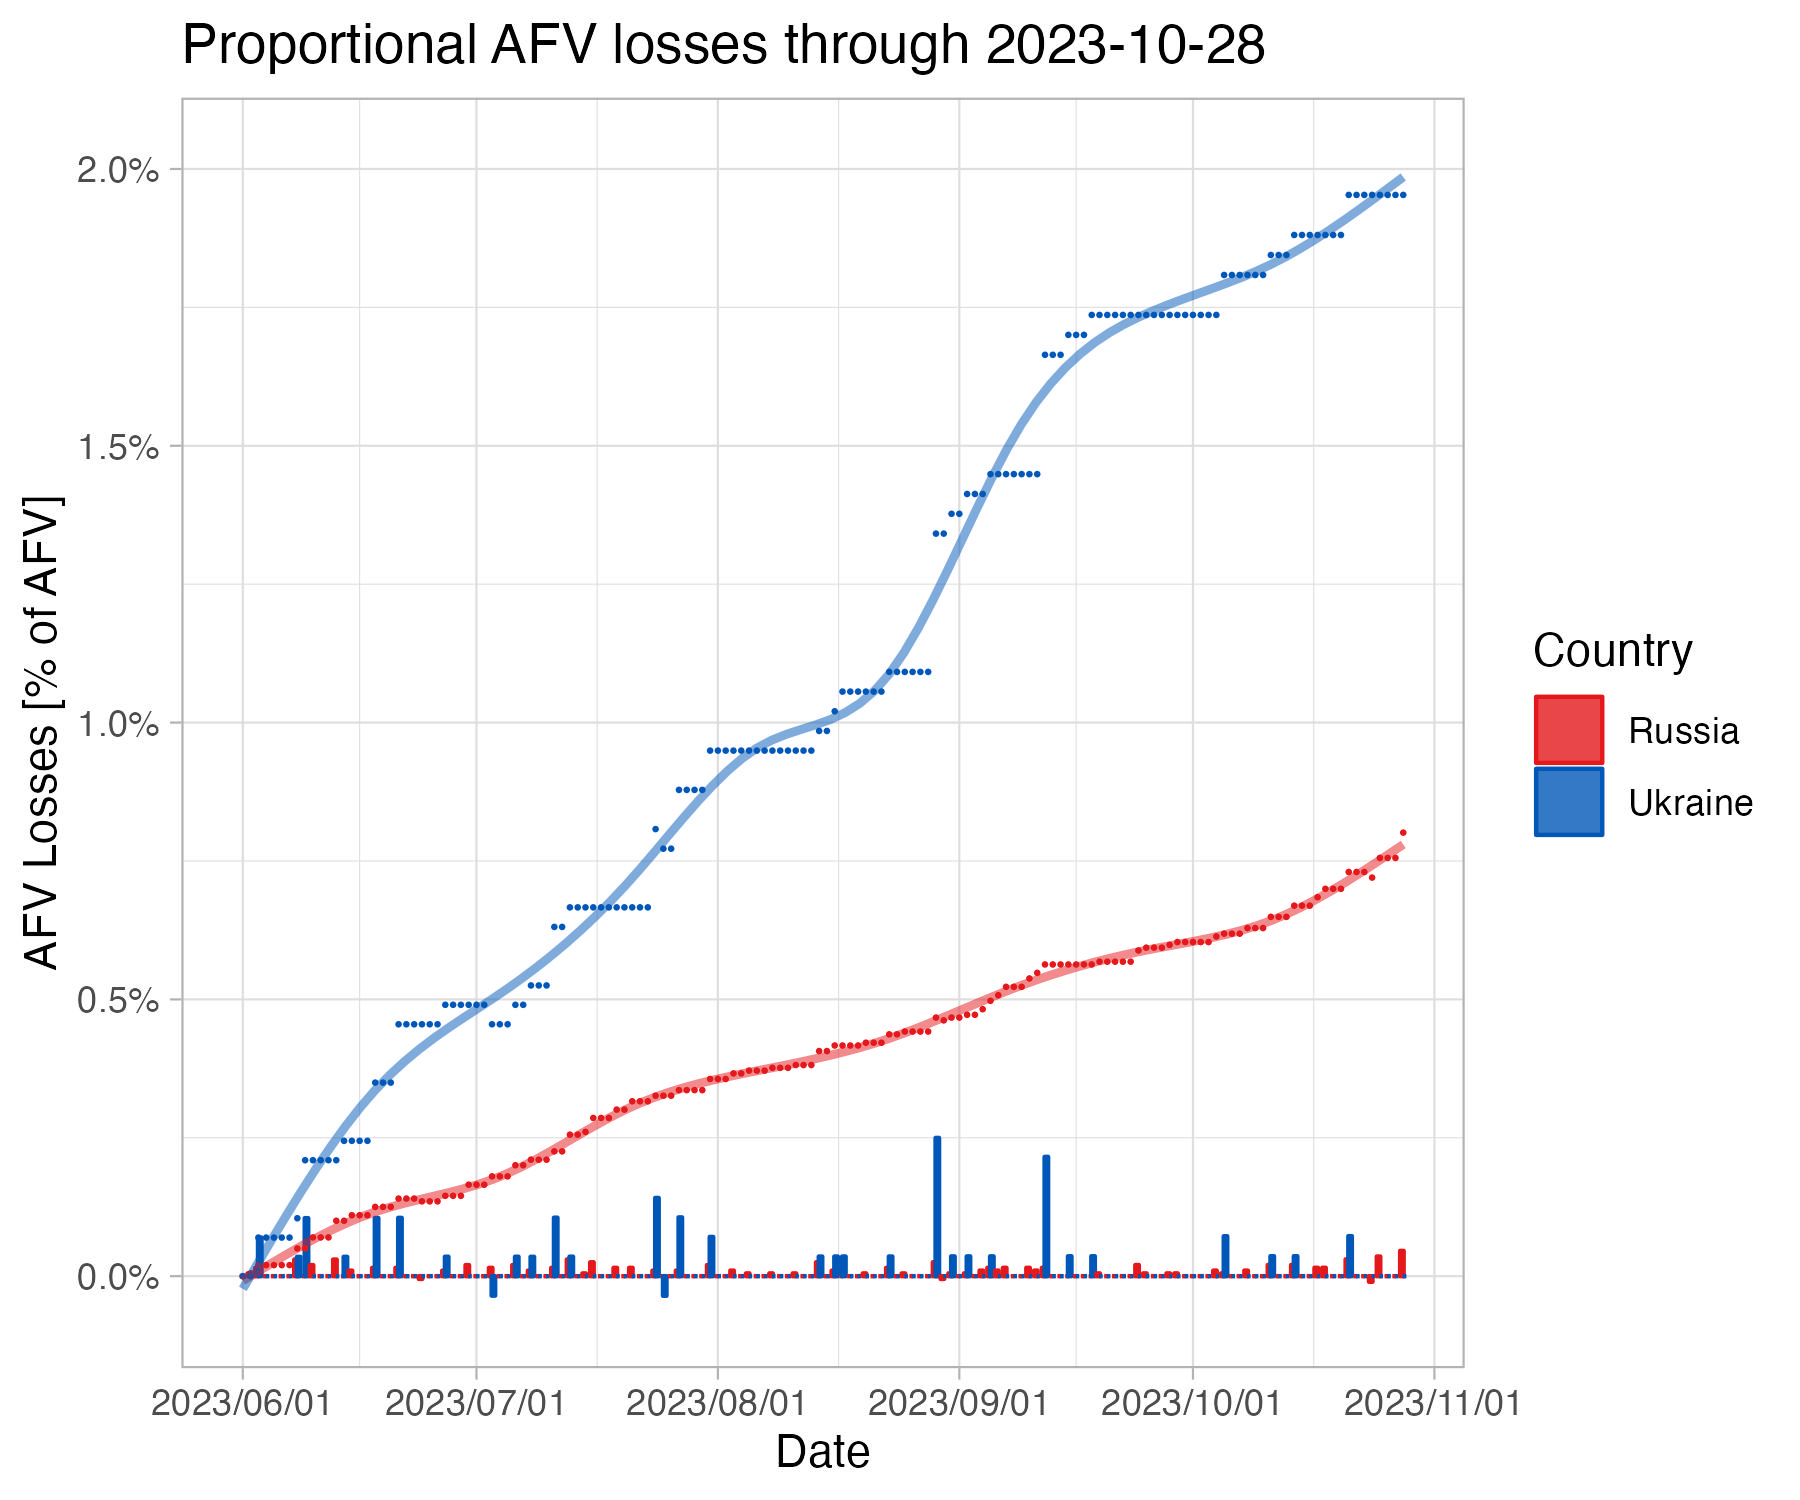 Proportional AFV losses through 2023-10-28
AFV Losses [% of AFV]
2.0%
1.5%
1.0%
0.5%
0.0%
2023/06/01
2023/07/01
2023/08/01
2023/09/01
2023/10/01
2023/11/01
Date
Country
Russia
Ukraine